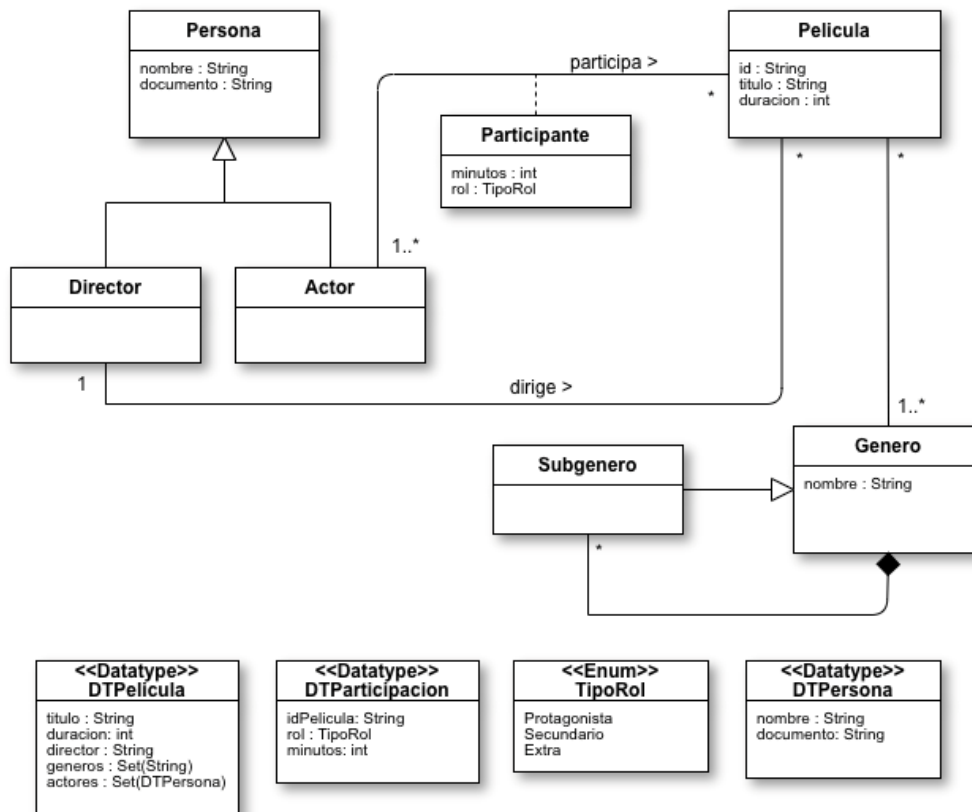 Persona
nombre : String
documento : String
participa >
*
Pelicula
id : String
titulo : String
duracion : int
Participante
minutos : int
rol : TipoRol
*
*
1..*
Director
Actor
1
dirige >
1..*
Subgenero
*
Genero
nombre : String
<<Datatype>>
DTPelicula
titulo : String
duracion: int
director : String
generos : Set(String)
actores : Set(DTPersona)
<<Datatype>>
DTParticipacion
idPelicula: String
rol : TipoRol
minutos: int
<<Enum>>
TipoRol
Protagonista
Secundario
Extra
<<Datatype>>
DTPersona
nombre : String
documento: String